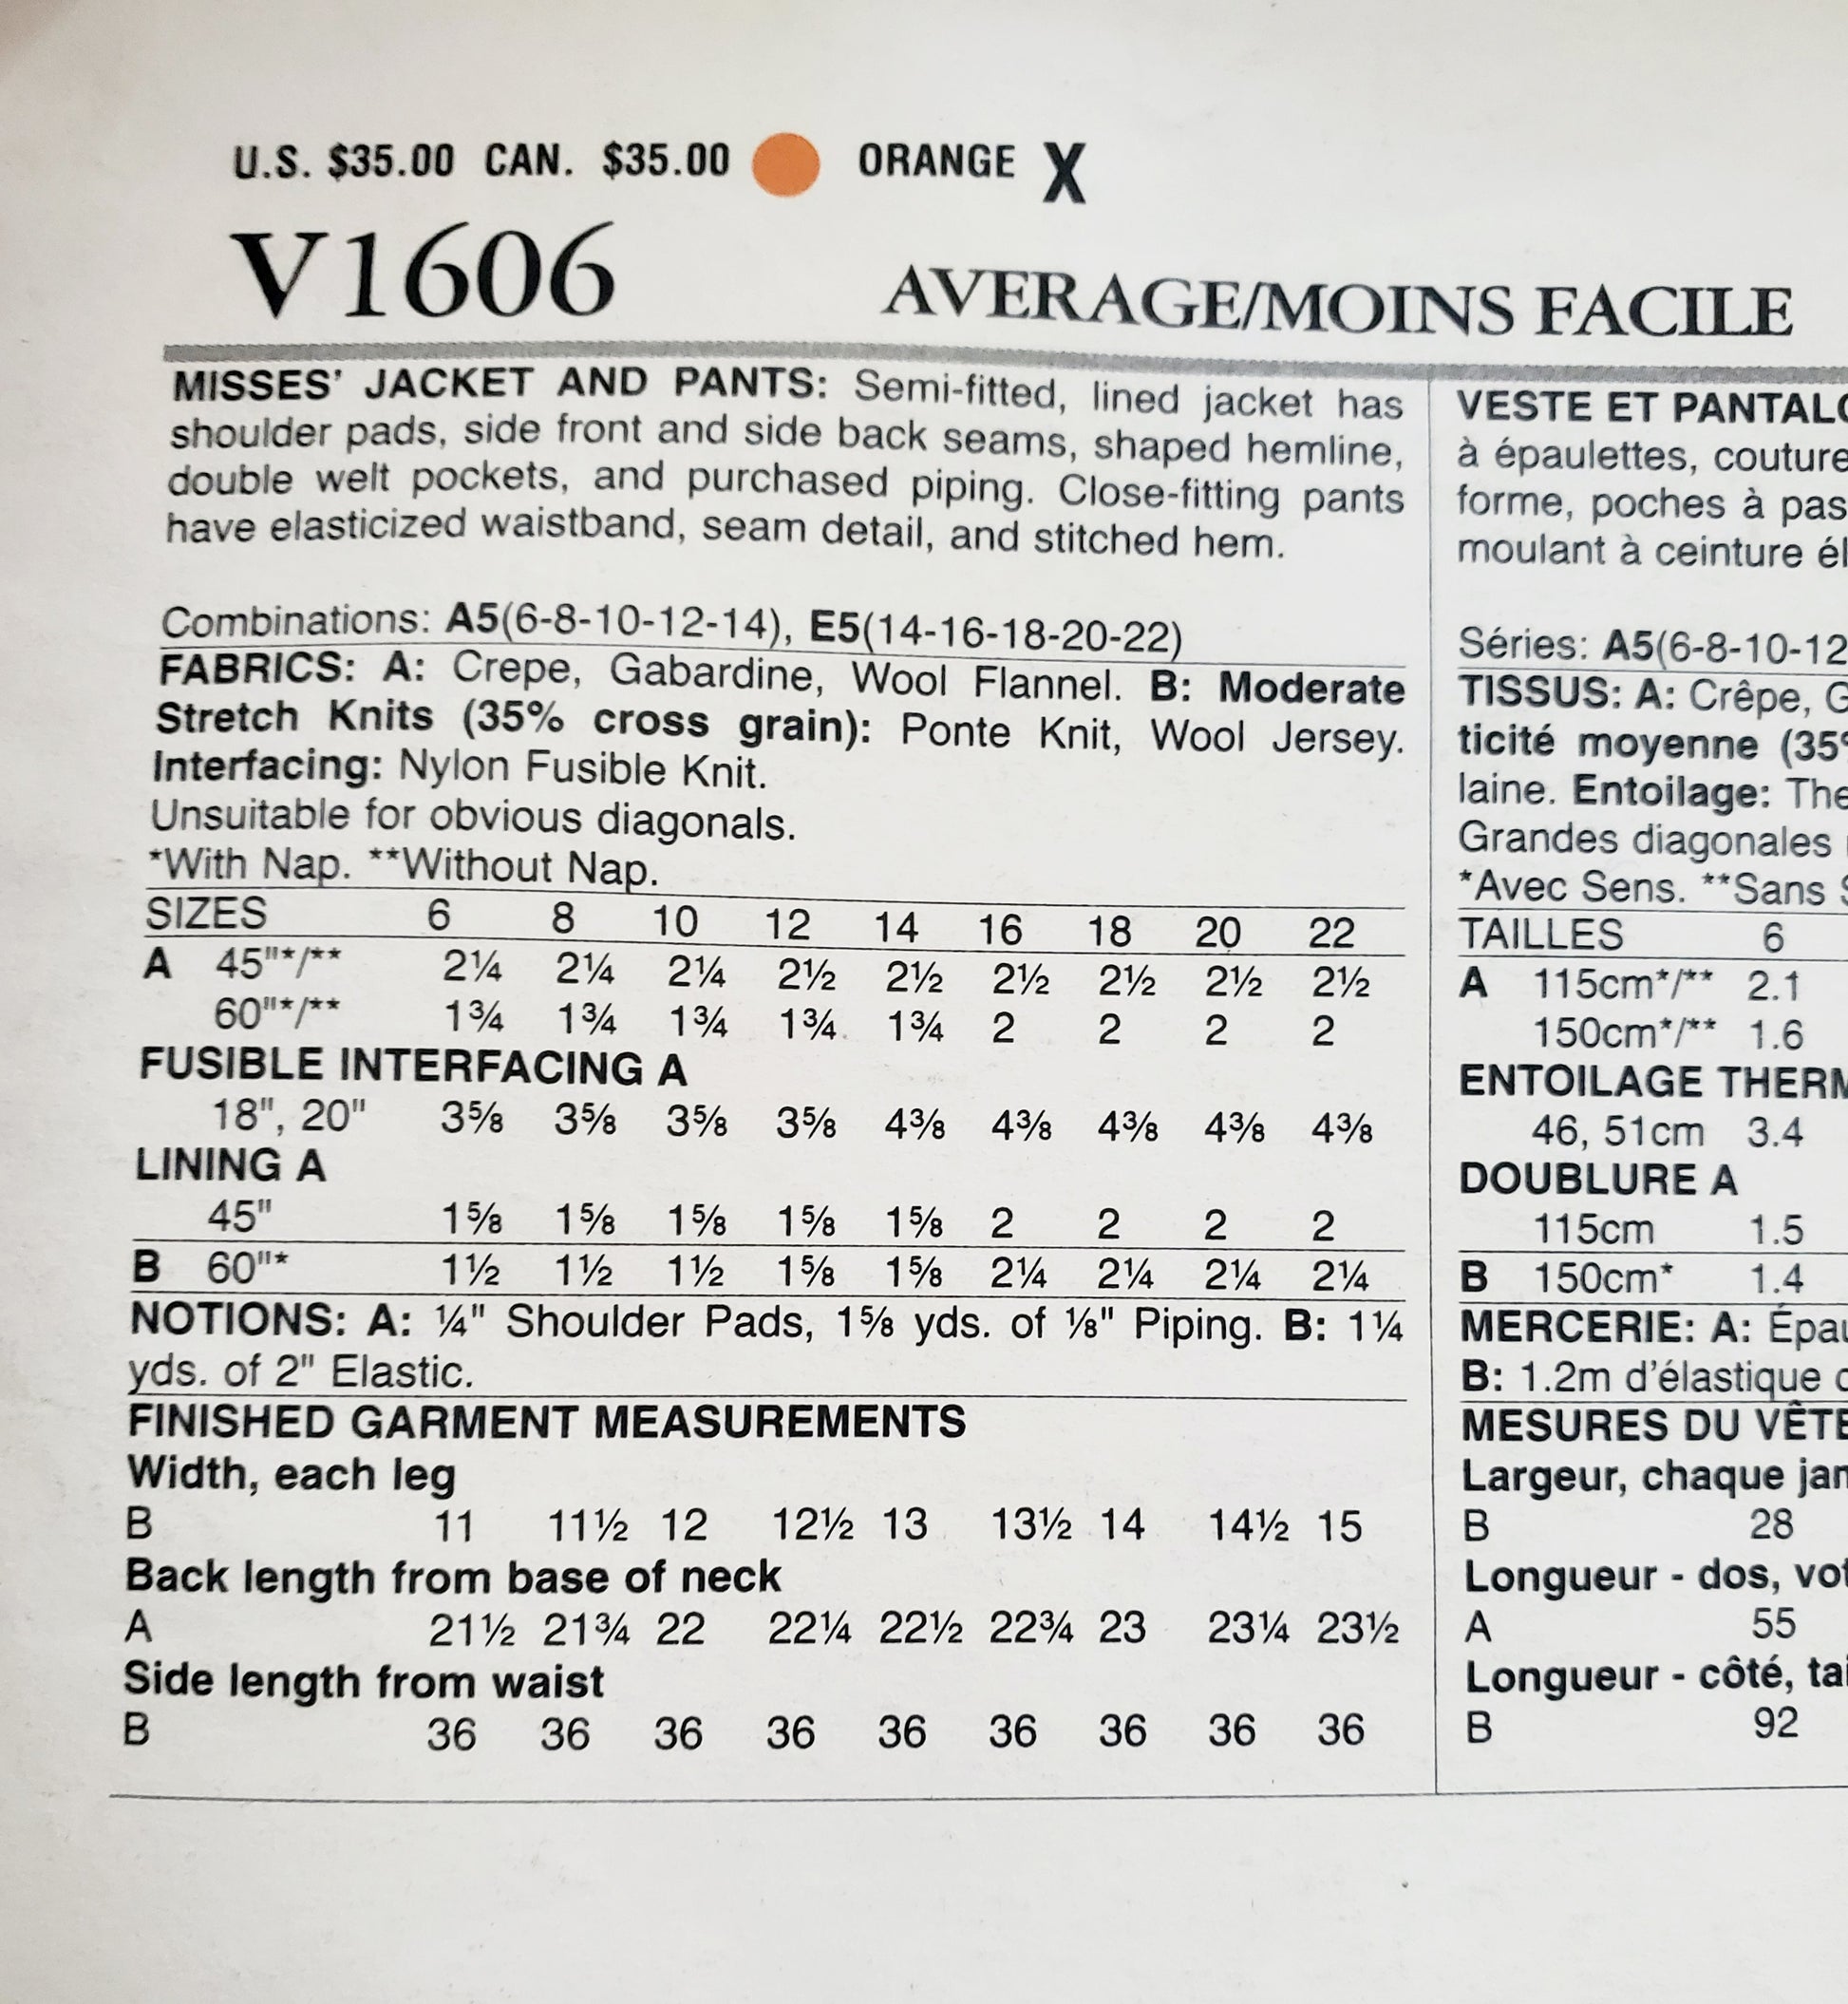 U.S. $35.00 CAN. $35.00 ORANGE X
V1606 AVERAGE/MOINS FACILE
MISSES' JACKET AND PANTS: Semi-fitted, lined jacket has
shoulder pads, side front and side back seams, shaped hemline,
double welt pockets, and purchased piping. Close-fitting pants
have elasticized waistband, seam detail, and stitched hem.
Combinations: A5(6-8-10-12-14), E5(14-16-18-20-22)
FABRICS: A: Crepe, Gabardine, Wool Flannel. B: Moderate
Stretch Knits (35% cross grain): Ponte Knit, Wool Jersey.
Interfacing: Nylon Fusible Knit.
Unsuitable for obvious diagonals.
*With Nap. **Without Nap.
SIZES 6 8 10 12 14 16 18 20 22
A 45"*/** 2¼ 2¼ 2¼ 2½ 2½ 2½ 2½ 2½ 2½
60"*/** 1¾ 1¾ 1¾ 1¾ 1¾ 2 2 2 2
FUSIBLE INTERFACING A
18", 20" 3⅝ 3⅝ 3⅝ 3⅝ 4⅜ 4⅜ 4⅜ 4⅜ 4⅜
LINING A
45" 1⅝ 1⅝ 1⅝ 1⅝ 1⅝ 2 2 2 2
B 60"* 1½ 1½ 1½ 1⅝ 1⅝ 2¼ 2¼ 2¼ 2¼
NOTIONS: A: ¼" Shoulder Pads, 1⅝ yds. of ⅛" Piping. B: 1¼
yds. of 2" Elastic.
FINISHED GARMENT MEASUREMENTS
Width, each leg
B 11 11½ 12 12½ 13 13½ 14 14½ 15
Back length from base of neck
A 21½ 21¾ 22 22¼ 22½ 22¾ 23 23¼ 23½
Side length from waist
B 36 36 36 36 36 36 36 36 36
VESTE ET
à épaulettes,
forme, poches à
moulant à ceinture
Séries: A5(6-8-10-12
TISSUS: A: Crêpe,
ticité moyenne
laine. Entoilage:
Grandes diagonales
*Avec Sens. **Sans
TAILLES 6
A 115cm*/** 2.1
150cm*/** 1.6
ENTOILAGE
46, 51cm 3.4
DOUBLURE A
115cm 1.5
B 150cm* 1.4
MERCERIE: A:
B: 1.2m d'élastique
MESURES DU
Largeur, chaque
B 28
Longueur - dos,
A 55
Longueur - côté,
B 92